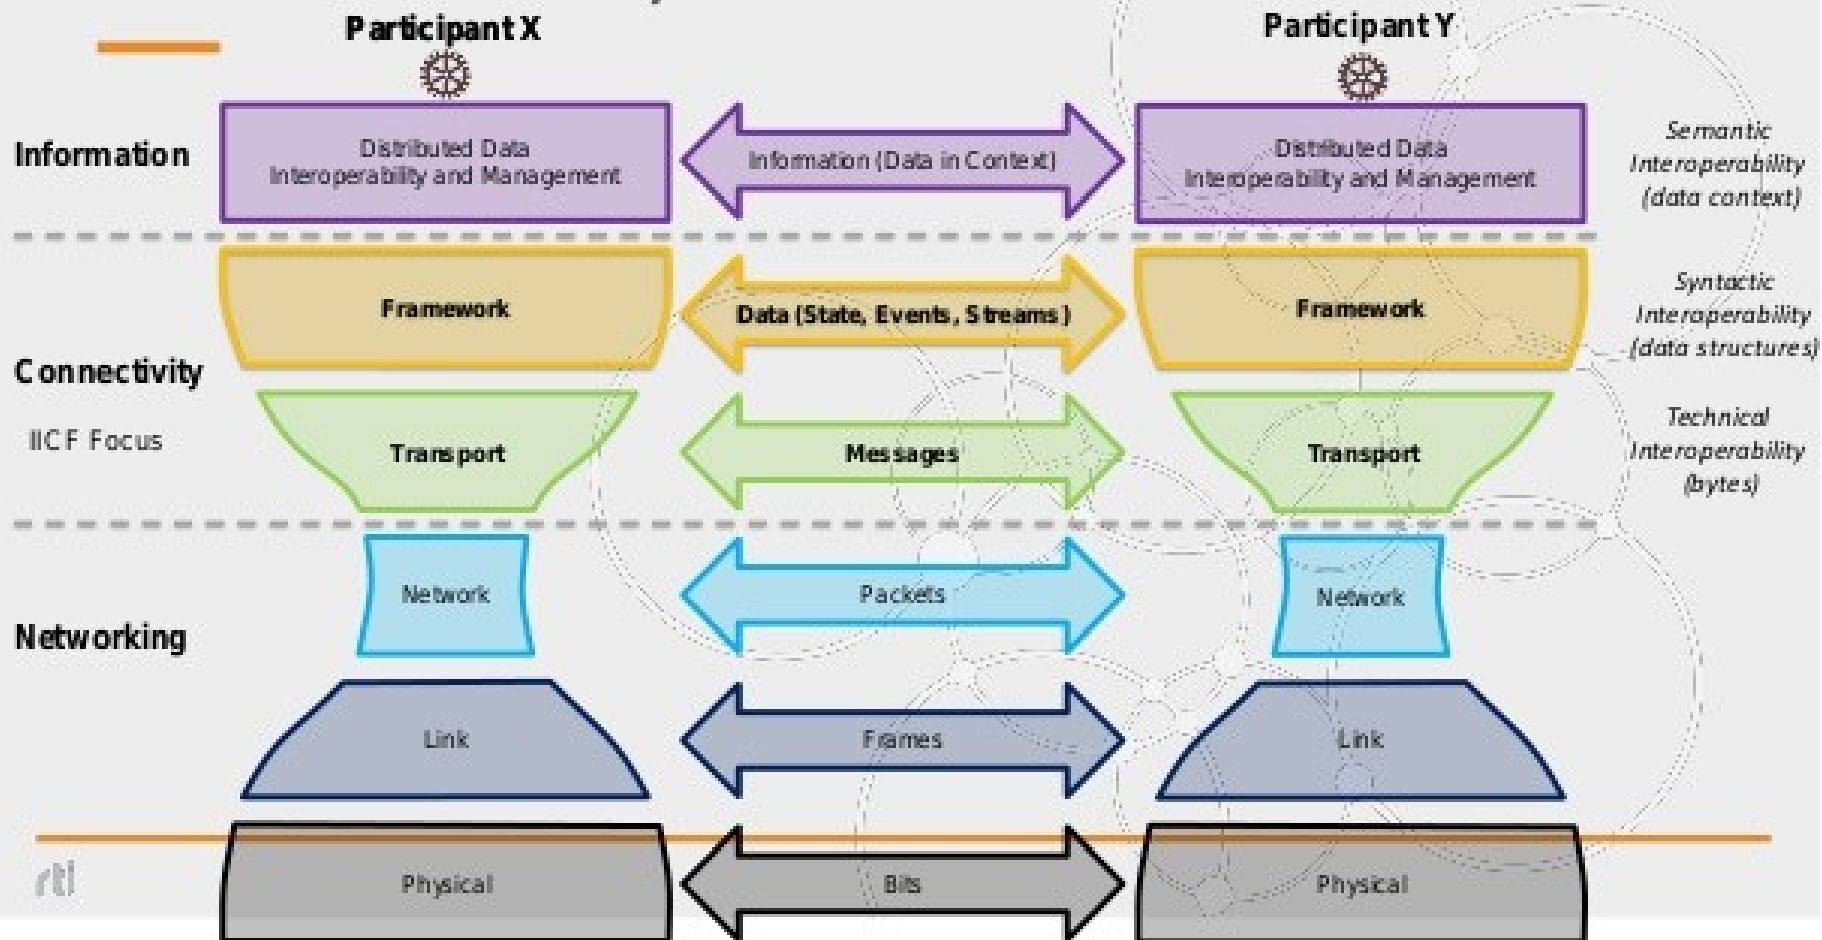 Participant X
Participant Y
Information
Distributed Data
Interoperability and Management
Information (Data in Context)
Distributed Data
Interoperability and Management
Semantic
Interoperability
(data context)
Framework
Data (State, Events, Streams)
Framework
Syntactic
Interoperability
(data structures)
Connectivity
IICF Focus
Transport
Messages
Transport
Technical
Interoperability
(bytes)
Network
Packets
Network
Networking
Link
Frames
Link
rti
Physical
Bits
Physical